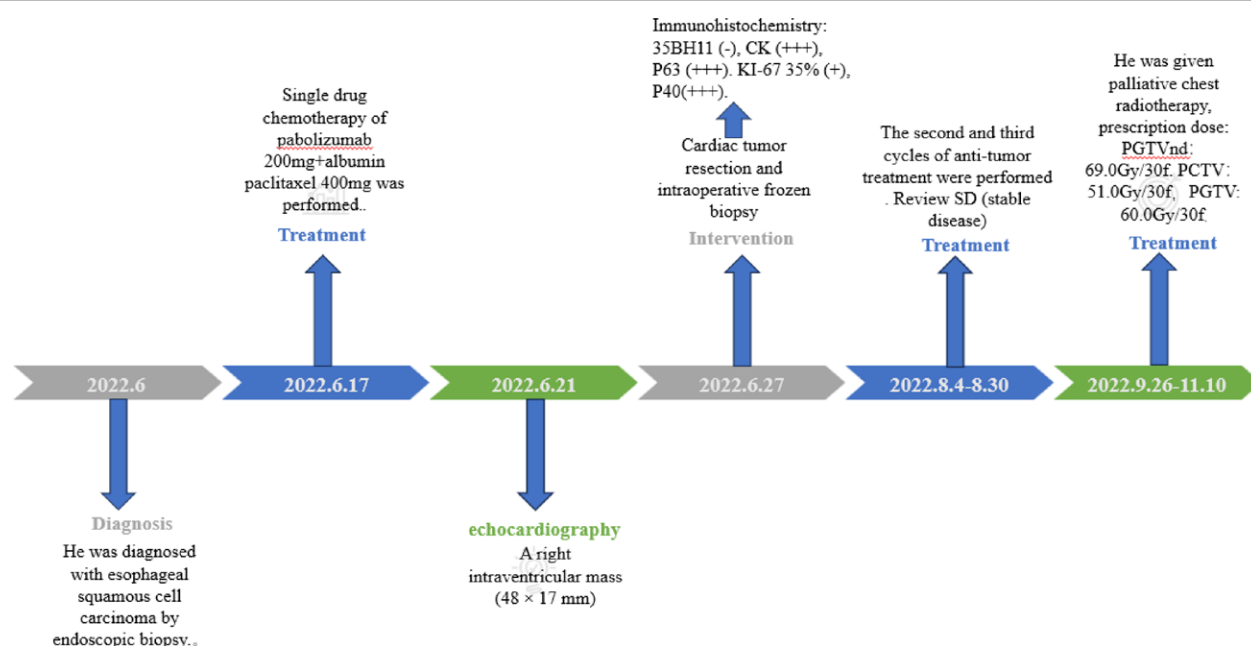 Immunohistochemistry:
35BH11 (-), CK (+++),
P63 (+++). KI-67 35% (+),
P40(+++).
Single drug
chemotherapy of
pabolizumab
200mg+albumin
paclitaxel 400mg was
performed..
Treatment
Cardiac tumor
resection and
intraoperative frozen
biopsy
Intervention
The second and third
cycles of anti-tumor
treatment were performed
. Review SD (stable
disease)
Treatment
He was given
palliative chest
radiotherapy,
prescription dose:
PGTVnd:
69.0Gy/30f. PCTV:
51.0Gy/30f, PGTV:
60.0Gy/30f.
Treatment
2022.6
2022.6.17
2022.6.21
2022.6.27
2022.8.4-8.30
2022.9.26-11.10
Diagnosis
He was diagnosed
with esophageal
squamous cell
carcinoma by
endoscopic biopsy.。
echocardiography
A right
intraventricular mass
(48 × 17 mm)